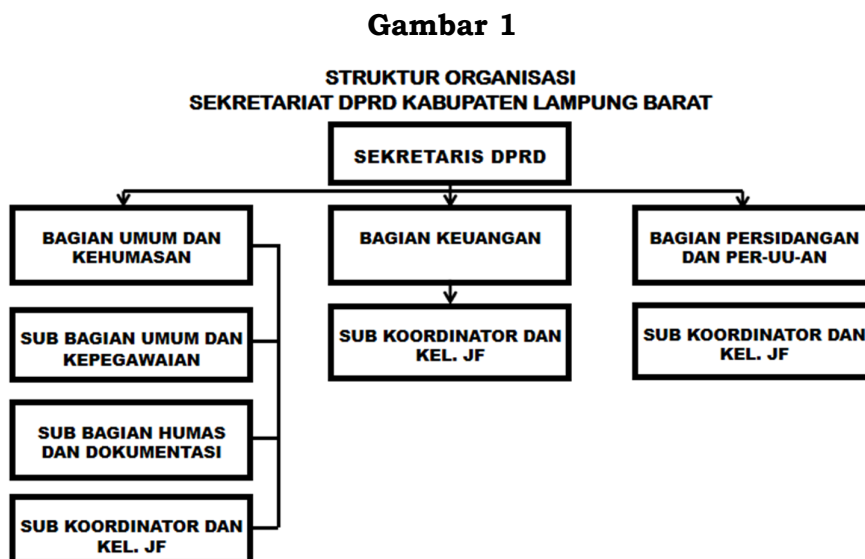 Gambar 1
STRUKTUR ORGANISASI
SEKRETARIAT DPRD KABUPATEN LAMPUNG BARAT
SEKRETARIS DPRD
BAGIAN UMUM DAN
KEHUMASAN
BAGIAN KEUANGAN
BAGIAN PERSIDANGAN
DAN PER-UU-AN
SUB BAGIAN UMUM DAN
KEPEGAWAIAN
SUB KOORDINATOR DAN
KEL. JF
SUB KOORDINATOR DAN
KEL. JF
SUB BAGIAN HUMAS
DAN DOKUMENTASI
SUB KOORDINATOR DAN
KEL. JF